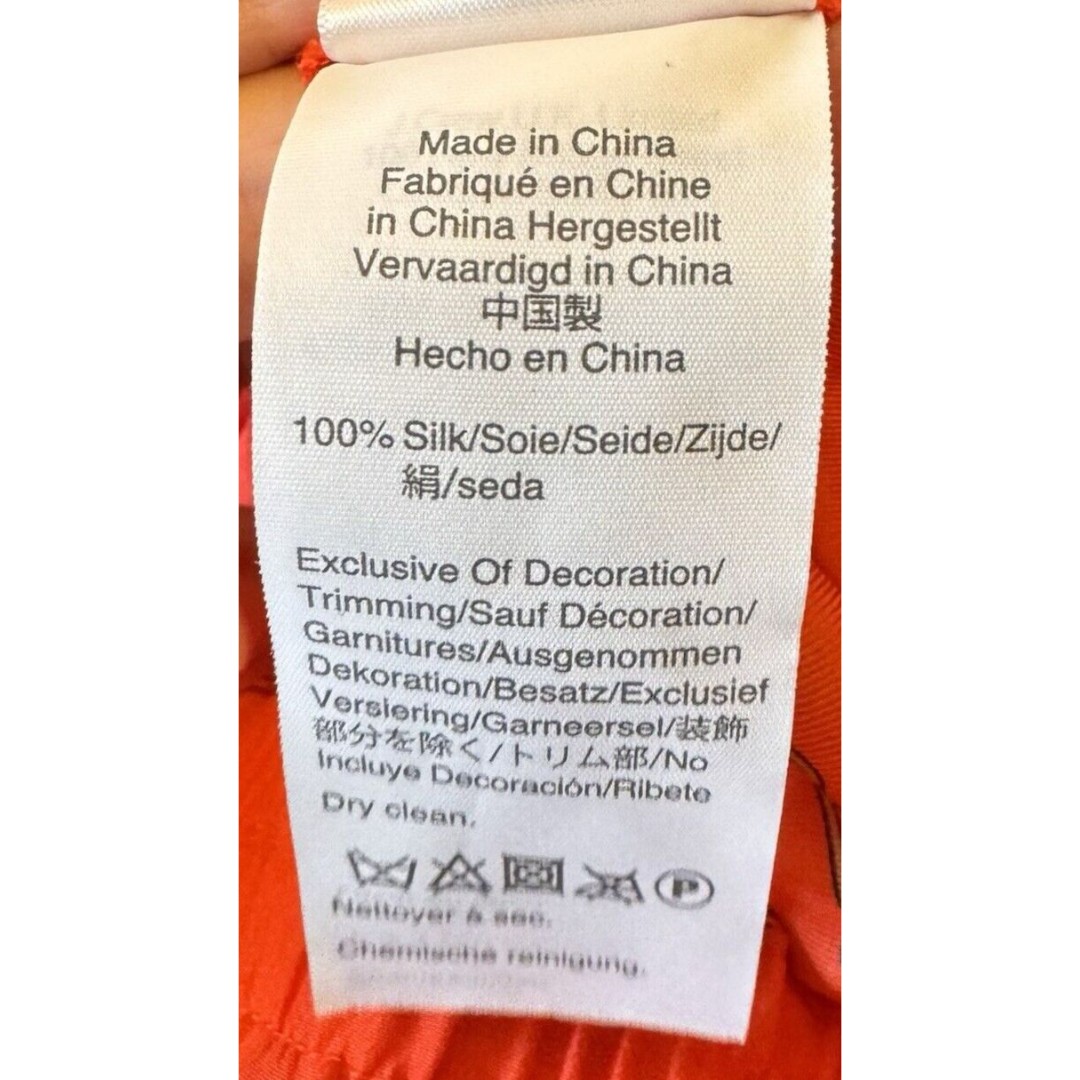 Made in China
Fabriqué en Chine
in China Hergestellt
Vervaardigd in China
中国製
Hecho en China
100% Silk/Soie/Seide/Zijde/
絹/seda
Exclusive Of Decoration/
Trimming/Sauf Décoration/
Garnitures/Ausgenommen
Dekoration/Besatz/Exclusief
Versiering/Garneersel/装飾
部分を除く/トリム部/No
Incluye Decoración/Ribete
Dry clean.
P
Nettoyer à sec.
Chemische reinigung.